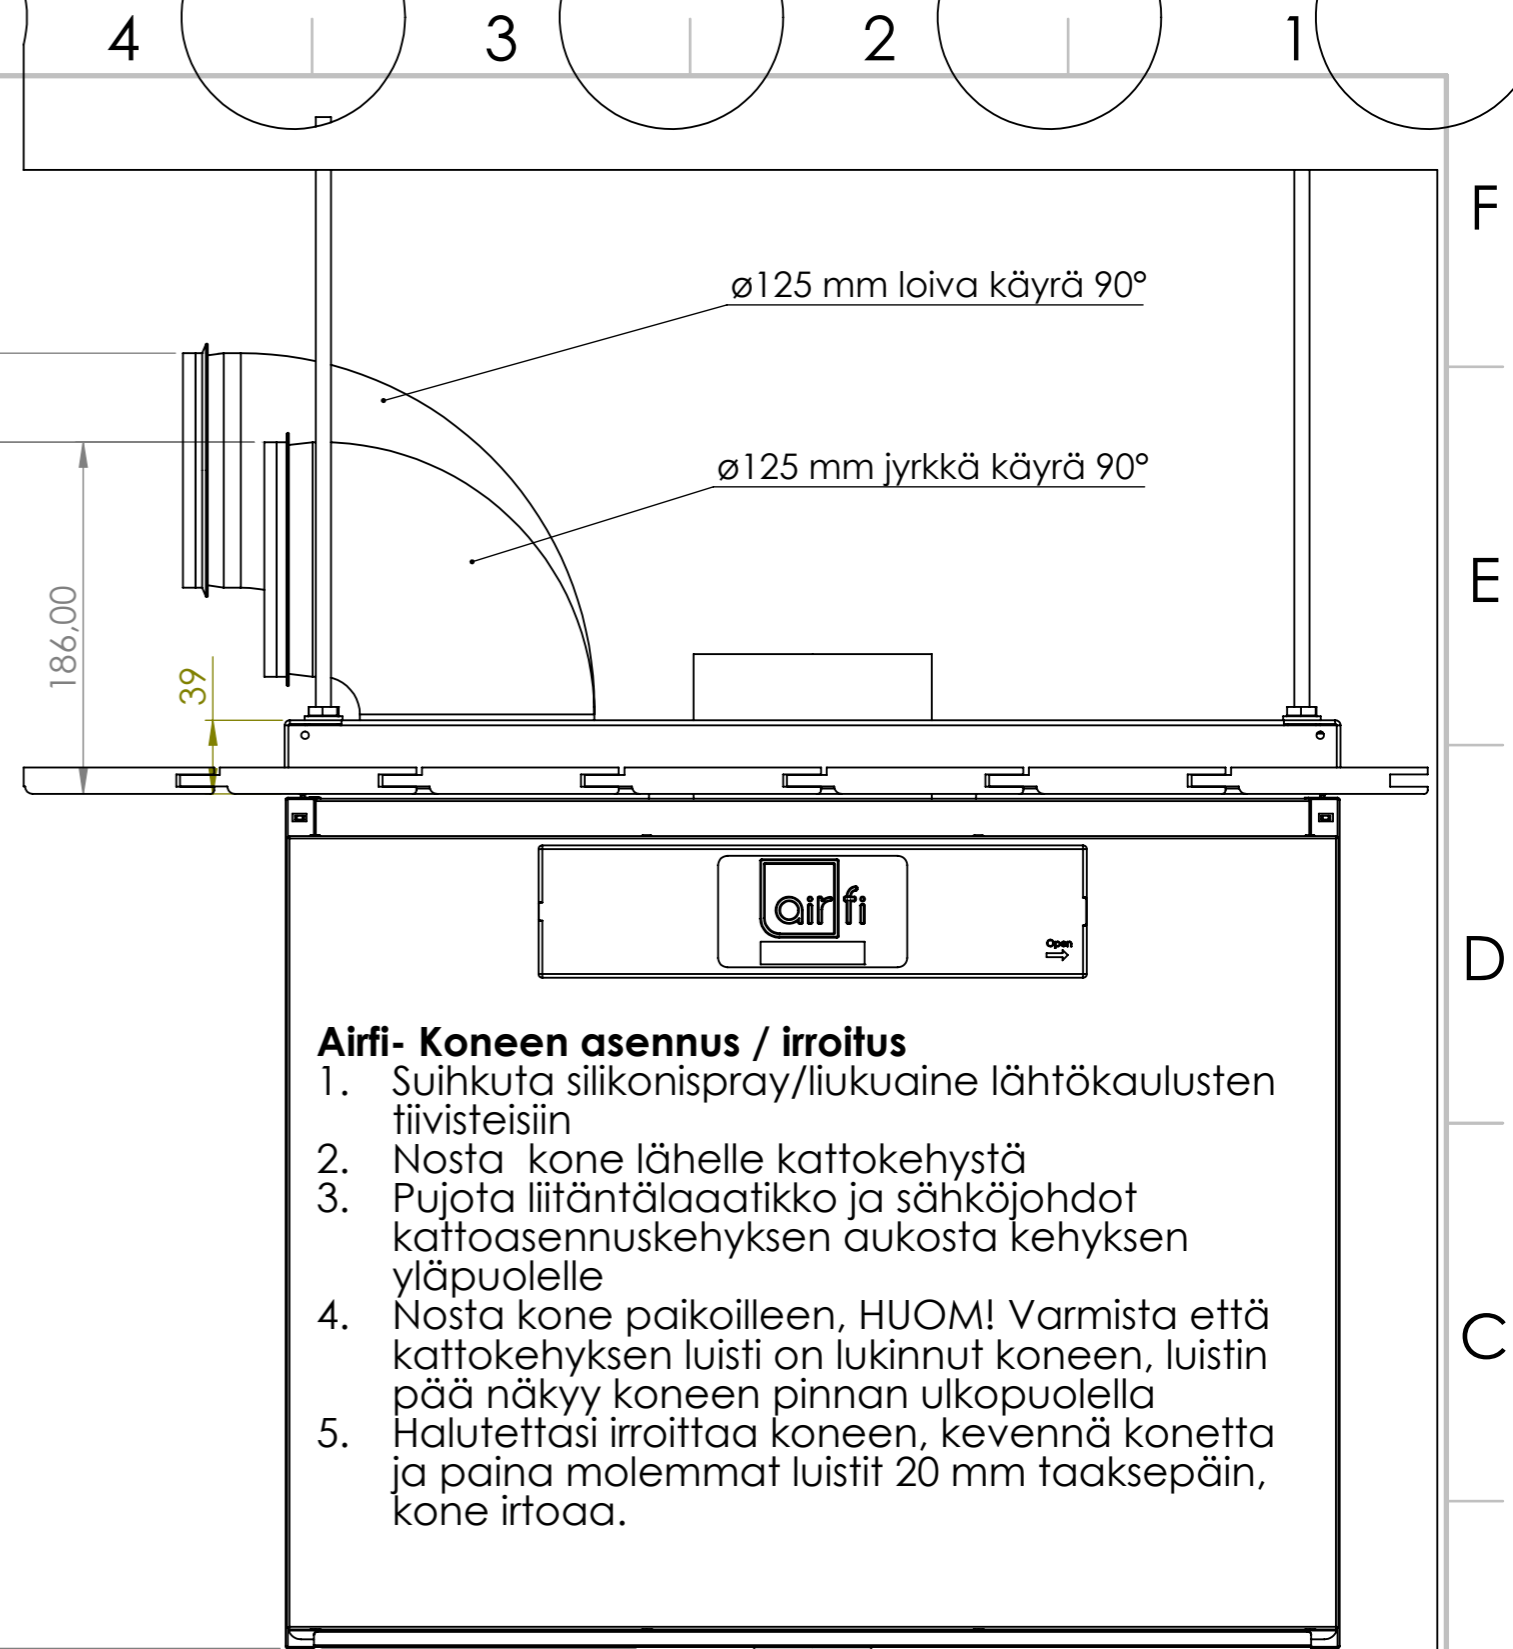 4 3 2 1
F
ø125 mm loiva käyrä 90°
ø125 mm jyrkkä käyrä 90°
E
186,00
39
airfi
Open
D
Airfi- Koneen asennus / irroitus
1. Suihkuta silikonispray/liukuaine lähtökaulusten
tiivisteisiin
2. Nosta kone lähelle kattokehystä
3. Pujota liitäntälaaatikko ja sähköjohdot
kattoasennuskehyksen aukosta kehyksen
yläpuolelle
4. Nosta kone paikoilleen, HUOM! Varmista että
kattokehyksen luisti on lukinnut koneen, luistin
pää näkyy koneen pinnan ulkopuolella
5. Halutettasi irroittaa koneen, kevennä konetta
ja paina molemmat luistit 20 mm taaksepäin,
kone irtoaa.
C